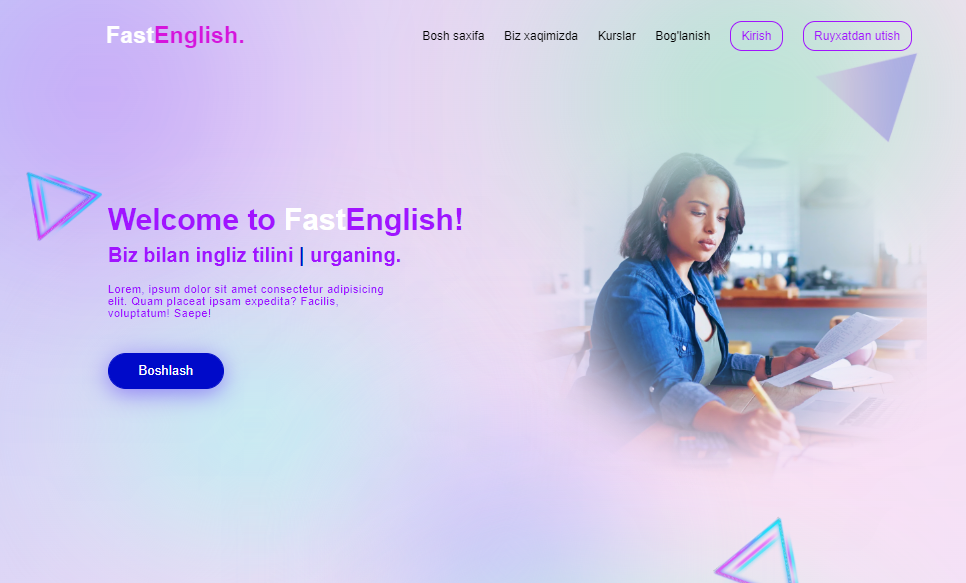 FastEnglish.
Bosh saxifa Biz xaqimizda Kurslar Bog'lanish Kirish Ruyxatdan utish
Welcome to FastEnglish!
Biz bilan ingliz tilini | urganing.
Lorem, ipsum dolor sit amet consectetur adipisicing
elit. Quam placeat ipsam expedita? Facilis,
voluptatum! Saepe!
Boshlash